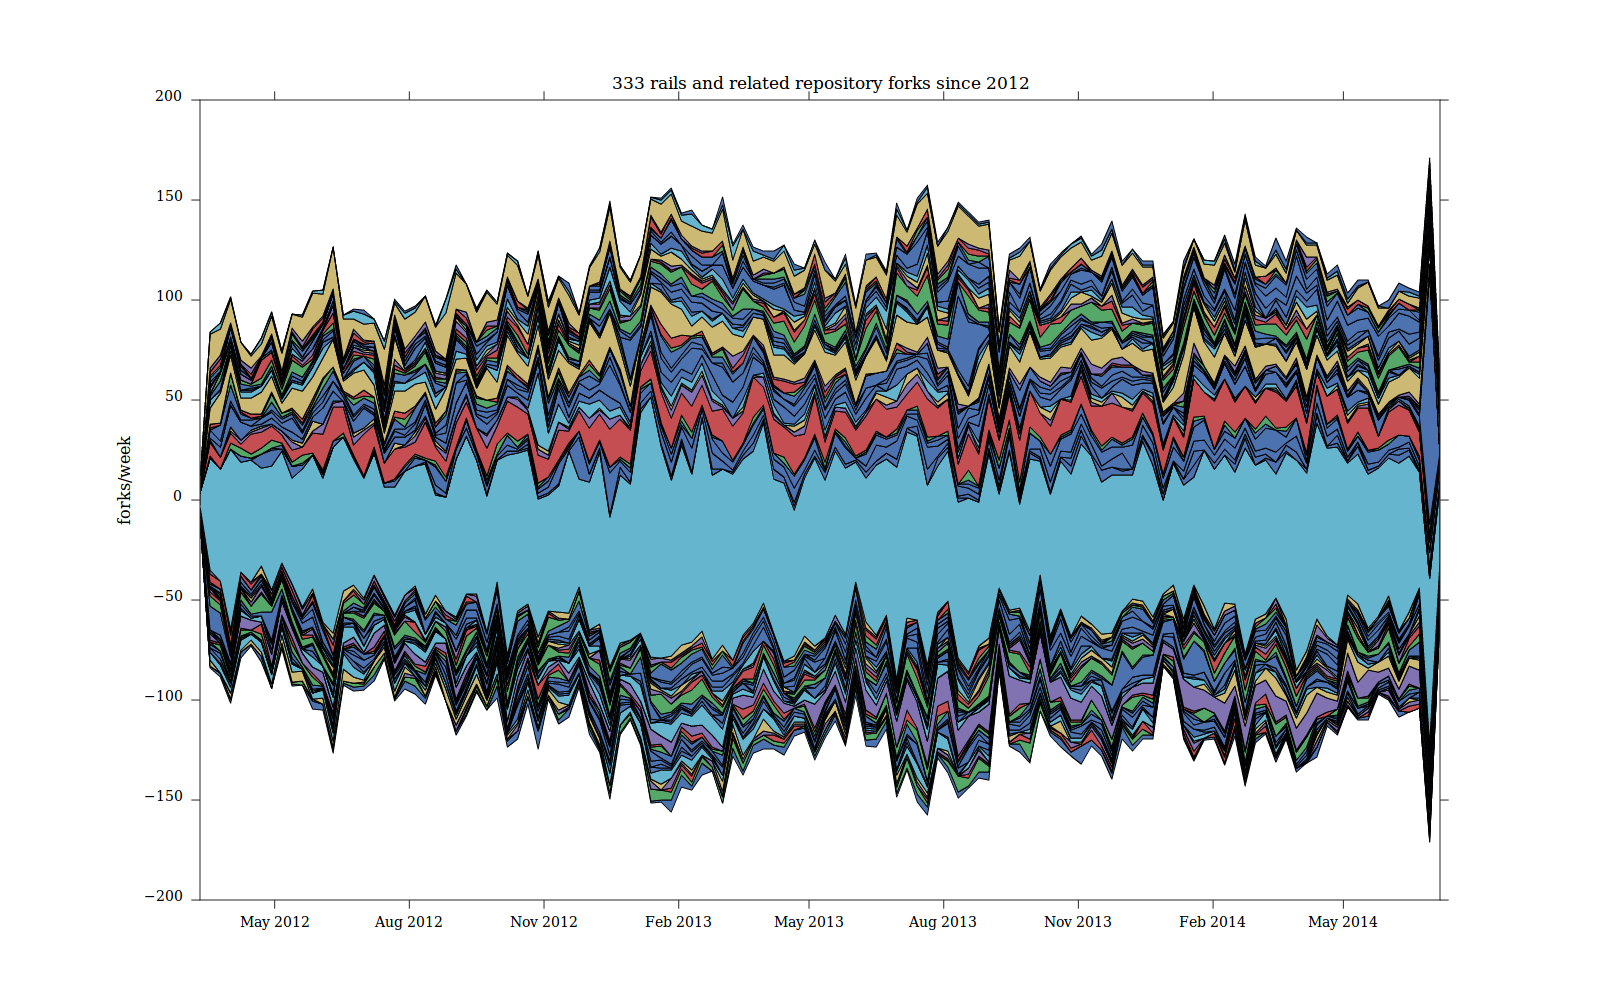 333 rails and related repository forks since 2012
forks/week
200
150
100
50
0
−50
−100
−150
−200
May 2012
Aug 2012
Nov 2012
Feb 2013
May 2013
Aug 2013
Nov 2013
Feb 2014
May 2014